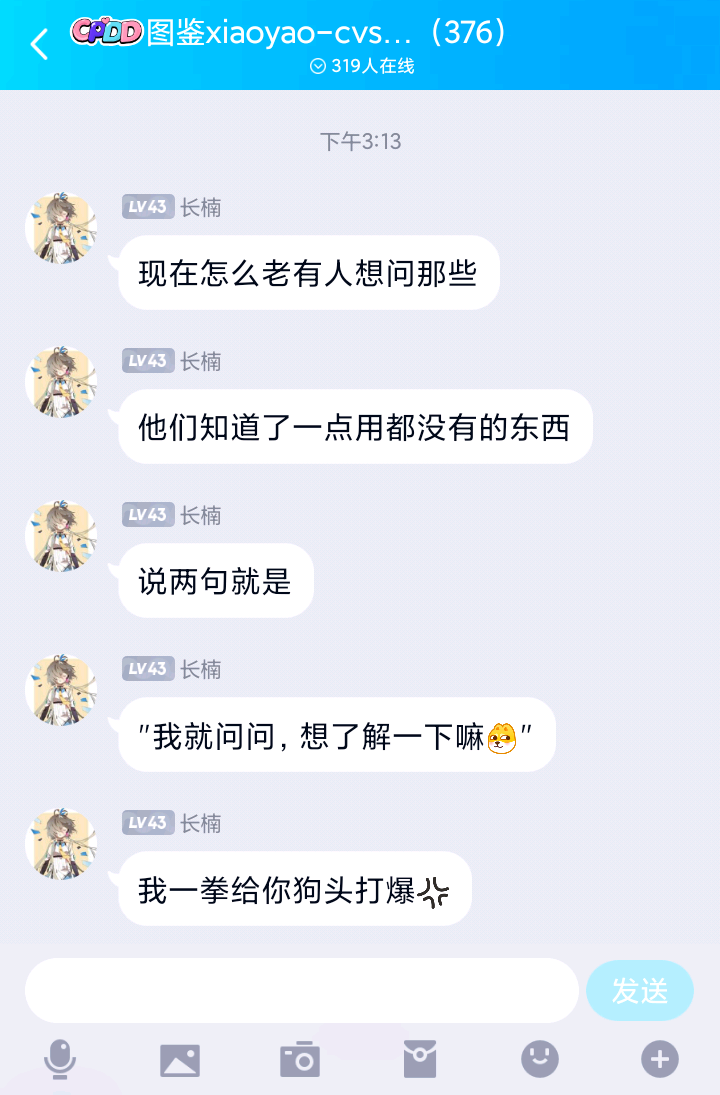 CPDD图鉴xiaoyao-cvs...（376）
319人在线
下午3:13
LV43 长楠
现在怎么老有人想问那些
LV43 长楠
他们知道了一点用都没有的东西
LV43 长楠
说两句就是
LV43 长楠
"我就问问，想了解一下嘛"
LV43 长楠
我一拳给你狗头打爆
发送